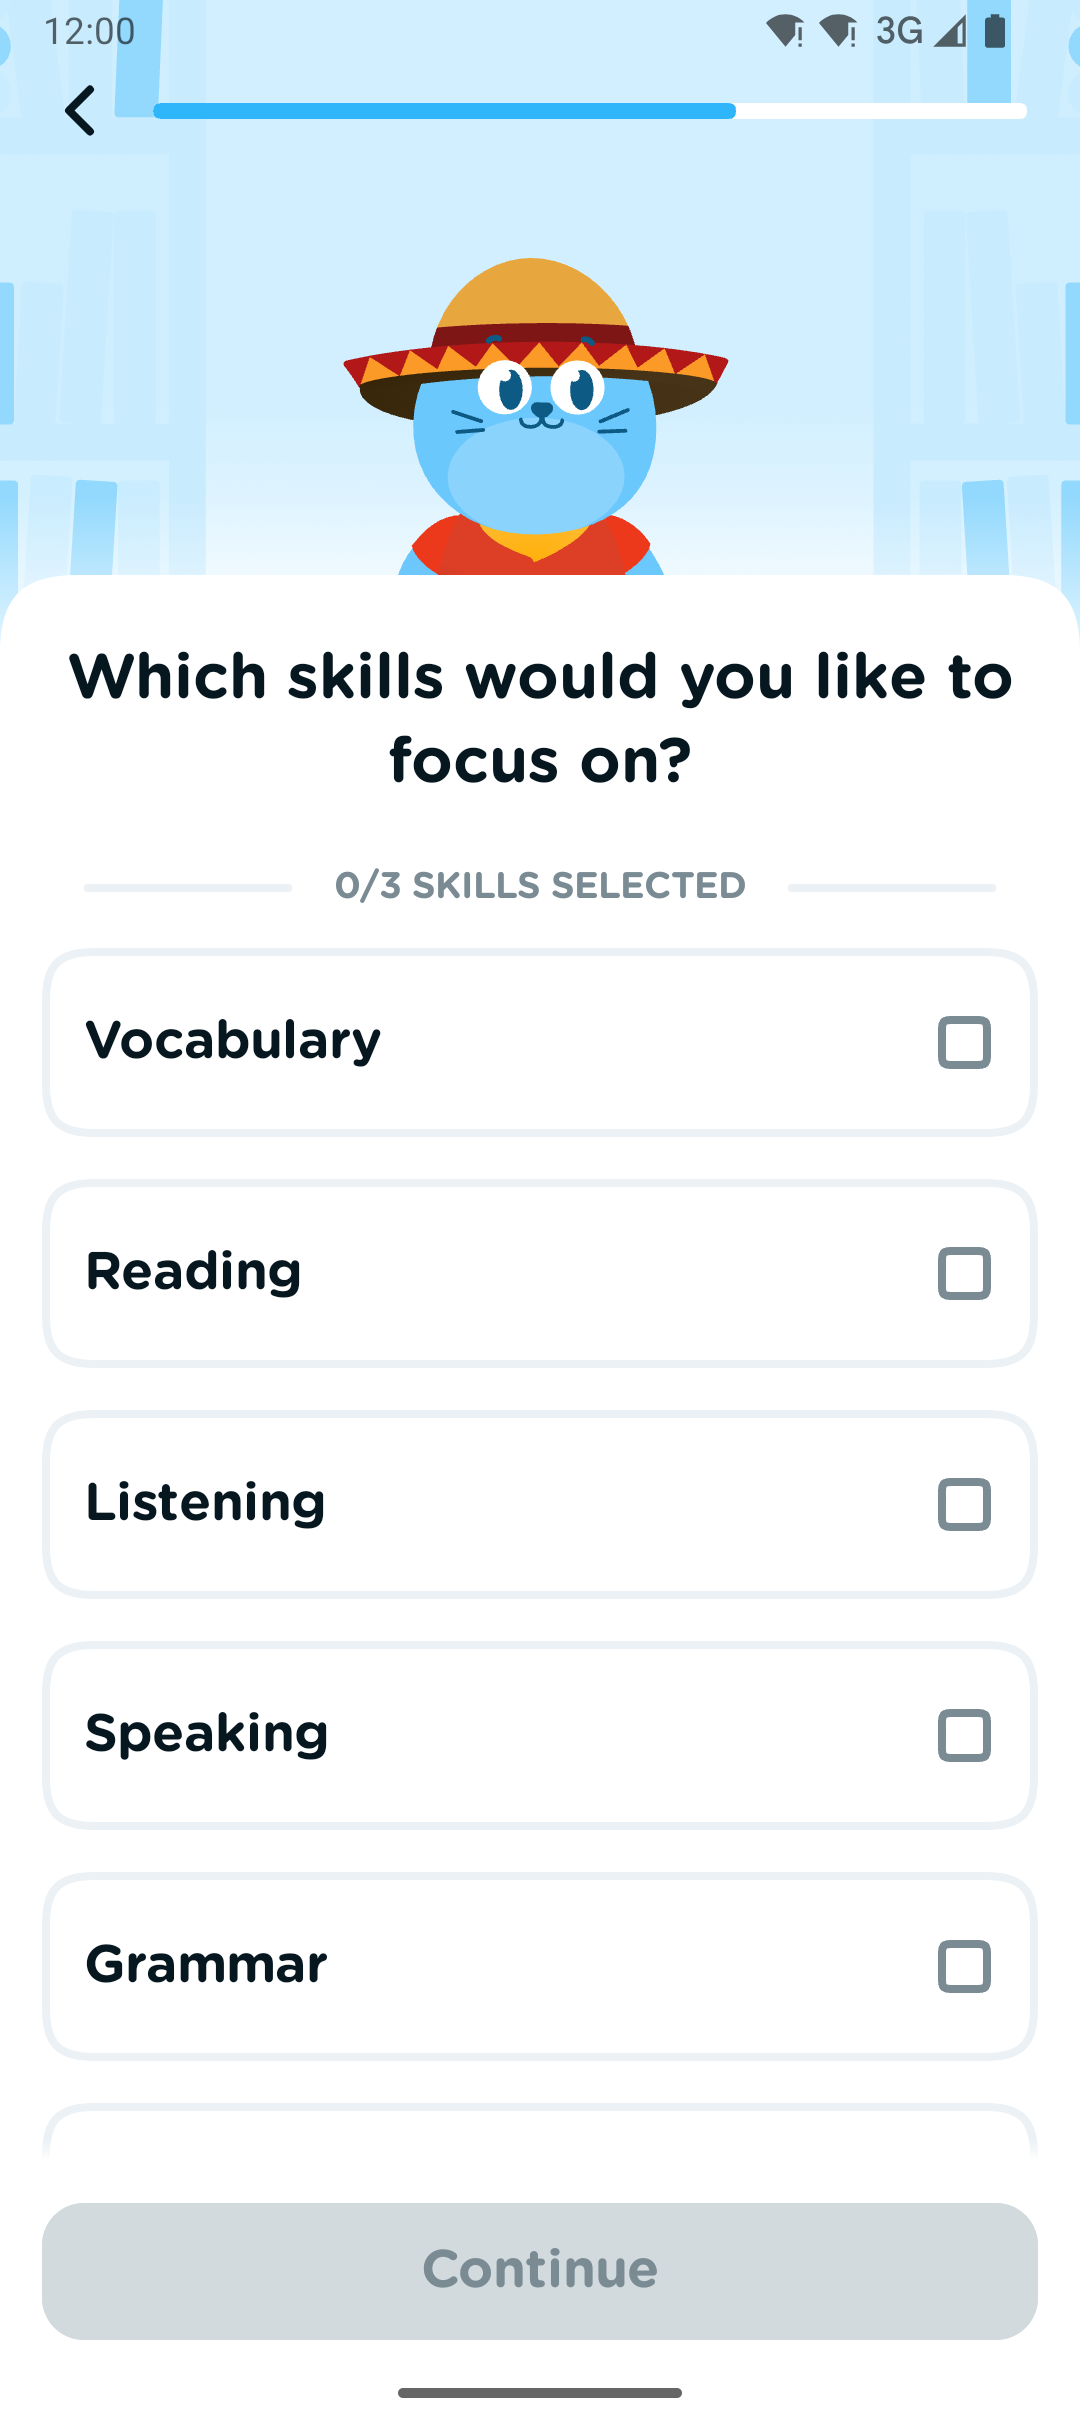 12:00
3G
Which skills would you like to
focus on?
0/3 SKILLS SELECTED
Vocabulary
Reading
Listening
Speaking
Grammar
Continue